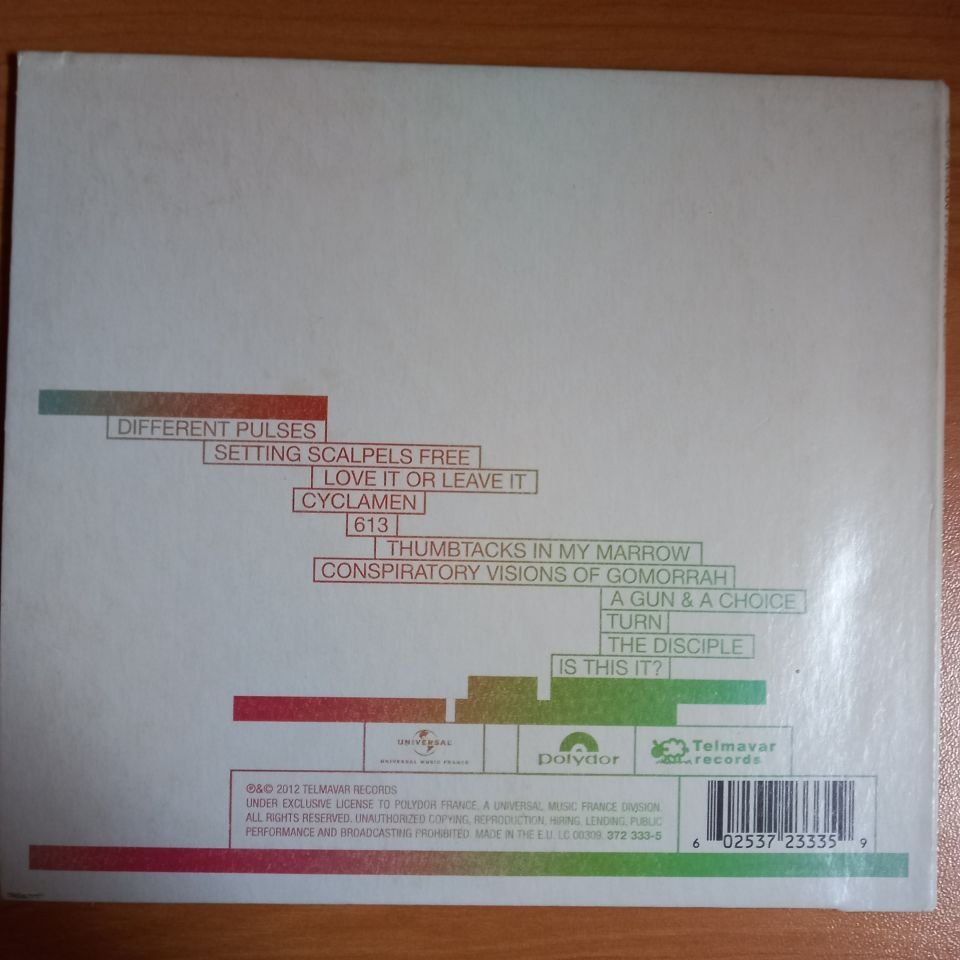 DIFFERENT PULSES
SETTING SCALPELS FREE
LOVE IT OR LEAVE IT
CYCLAMEN
613
THUMBTACKS IN MY MARROW
CONSPIRATORY VISIONS OF GOMORRAH
A GUN & A CHOICE
TURN
THE DISCIPLE
IS THIS IT?
UNIVERSAL
UNIVERSAL MUSIC FRANCE
polydor
Telmavar
records
℗&© 2012 TELMAVAR RECORDS
UNDER EXCLUSIVE LICENSE TO POLYDOR FRANCE, A UNIVERSAL MUSIC FRANCE DIVISION.
ALL RIGHTS RESERVED. UNAUTHORIZED COPYING, REPRODUCTION, HIRING, LENDING, PUBLIC
PERFORMANCE AND BROADCASTING PROHIBITED. MADE IN THE E.U. LC 00309. 372 333-5
6 02537 23335 9